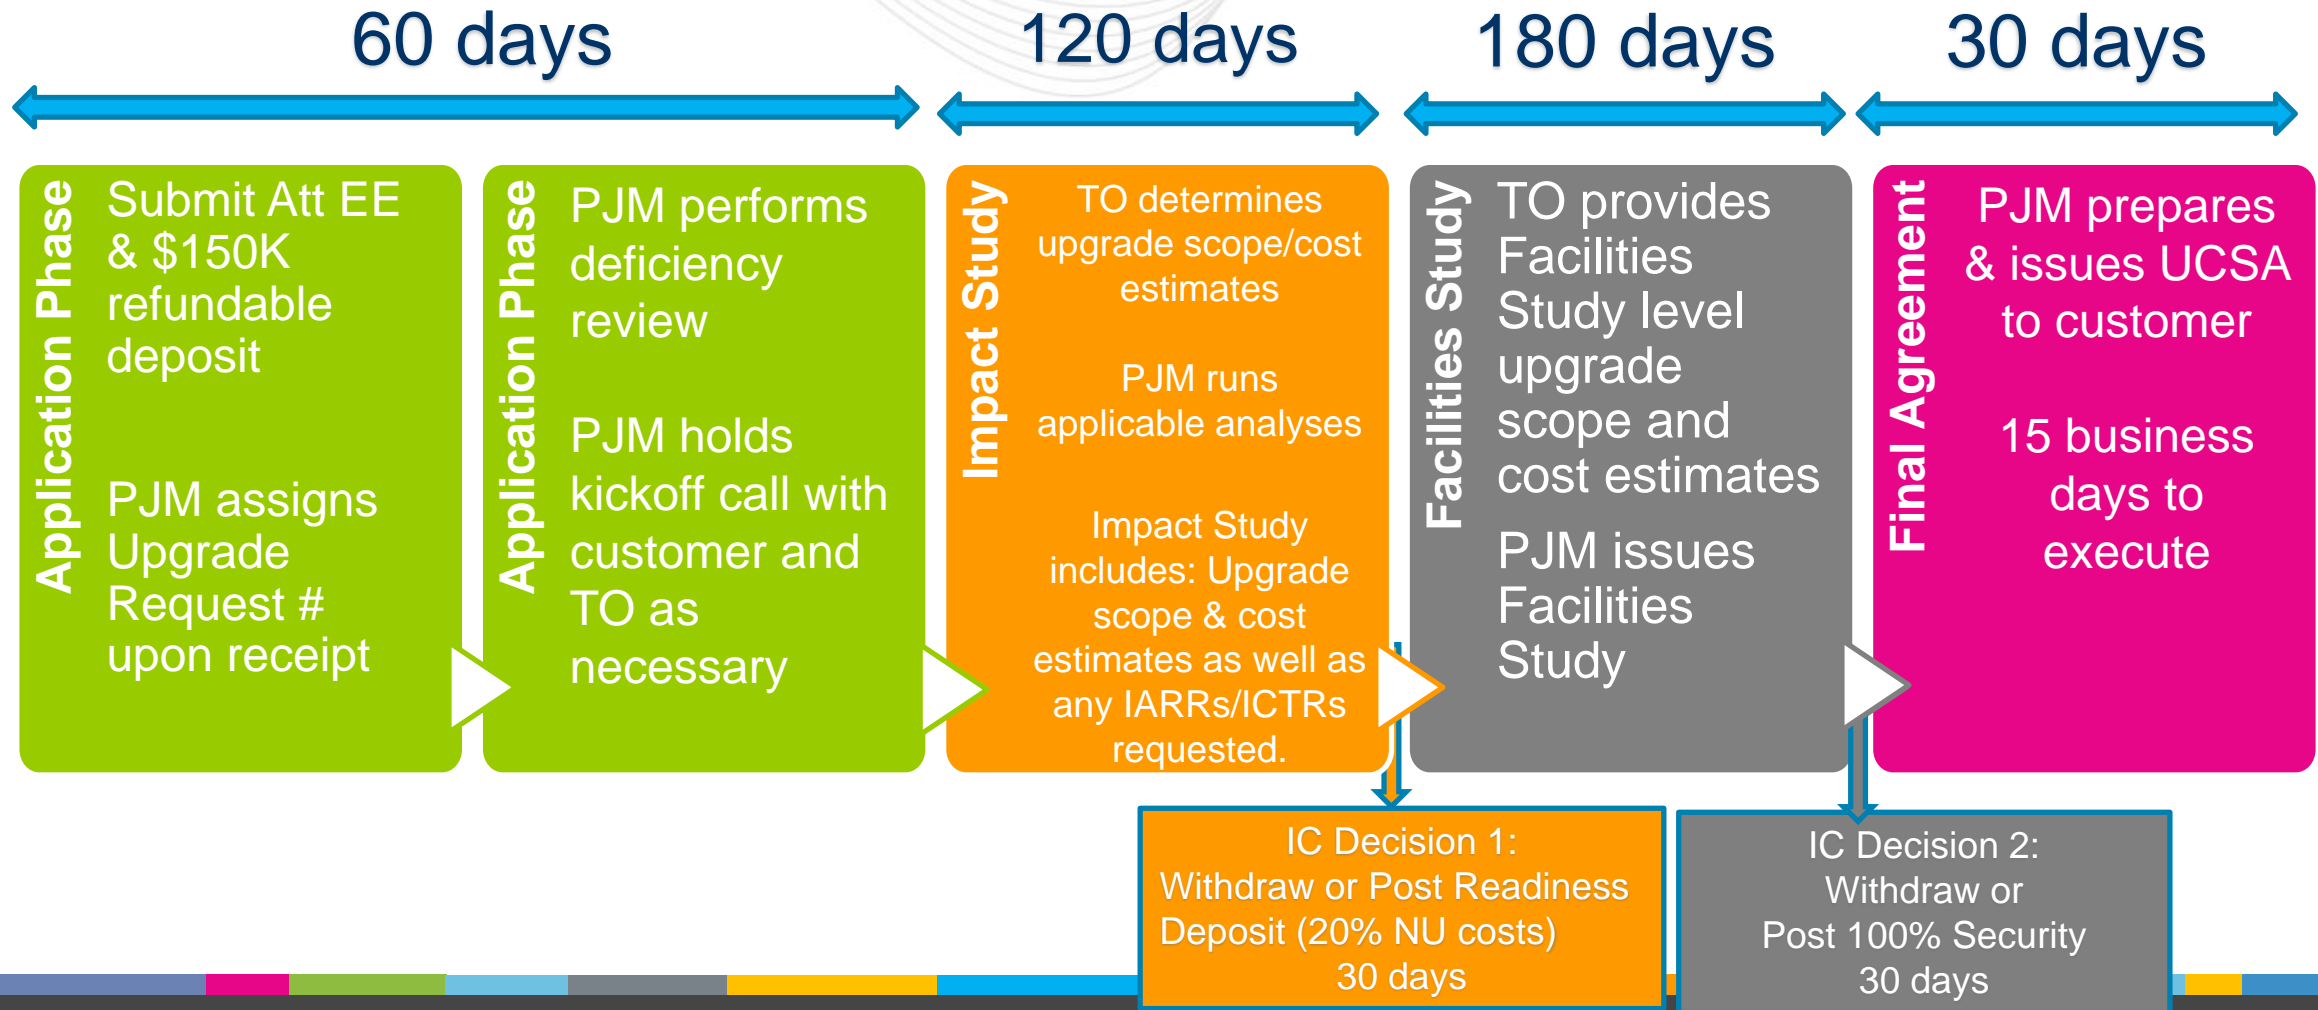 60 days
120 days
180 days
30 days
Application Phase
Submit Att EE
& $150K
refundable
deposit
PJM assigns
Upgrade
Request #
upon receipt
Application Phase
PJM performs
deficiency
review
PJM holds
kickoff call with
customer and
TO as
necessary
Impact Study
TO determines
upgrade scope/cost
estimates
PJM runs
applicable analyses
Impact Study
includes: Upgrade
scope & cost
estimates as well as
any IARRs/ICTRs
requested.
Facilities Study
TO provides
Facilities
Study level
upgrade
scope and
cost estimates
PJM issues
Facilities
Study
Final Agreement
PJM prepares
& issues UCSA
to customer
15 business
days to
execute
IC Decision 1:
Withdraw or Post Readiness
Deposit (20% NU costs)
30 days
IC Decision 2:
Withdraw or
Post 100% Security
30 days